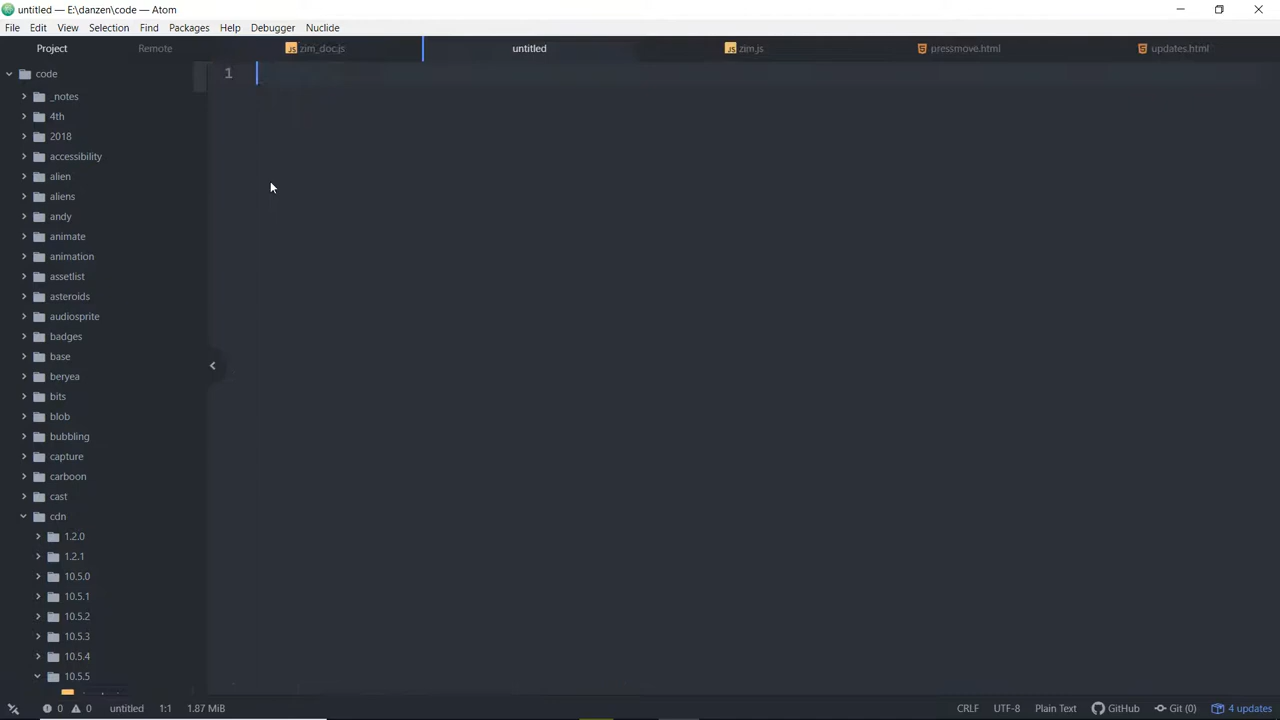 untitled — E:\danzen\code — Atom
File Edit View Selection Find Packages Help Debugger Nuclide
Project Remote zim_doc.js untitled zim.js pressmove.html updates.html
code
1
_notes
4th
2018
accessibility
alien
aliens
andy
animate
animation
assetlist
asteroids
audiosprite
badges
base
beryea
bits
blob
bubbling
capture
carboon
cast
cdn
1.2.0
1.2.1
10.5.0
10.5.1
10.5.2
10.5.3
10.5.4
10.5.5
0 0 untitled 1:1 1.87 MiB CRLF UTF-8 Plain Text GitHub Git (0) 4 updates